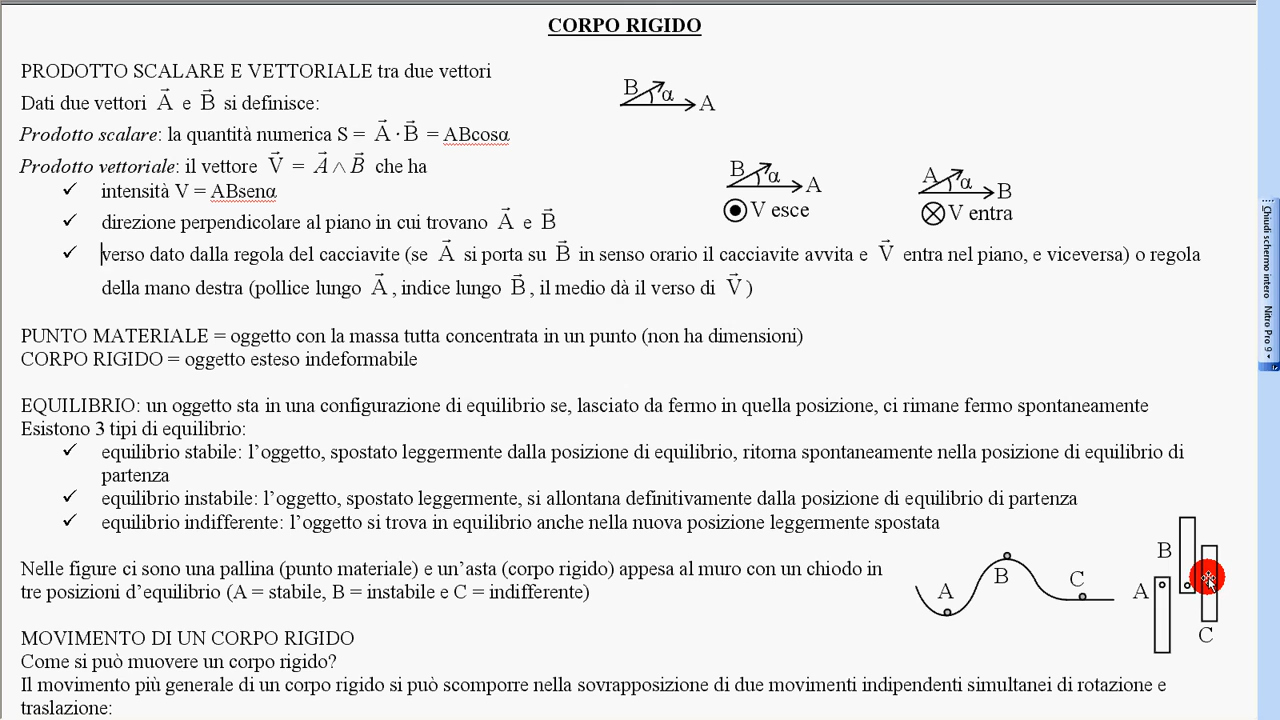 CORPO RIGIDO
PRODOTTO SCALARE E VETTORIALE tra due vettori
Dati due vettori A⃗ e B⃗ si definisce:
B α A
Prodotto scalare: la quantità numerica S = A⃗ · B⃗ = ABcosα
Prodotto vettoriale: il vettore V⃗ = A⃗ ∧ B⃗ che ha
✓ intensità V = ABsenα
✓ direzione perpendicolare al piano in cui trovano A⃗ e B⃗
B α A
V esce
A α B
V entra
✓ verso dato dalla regola del cacciavite (se A⃗ si porta su B⃗ in senso orario il cacciavite avvita e V⃗ entra nel piano, e viceversa) o regola
della mano destra (pollice lungo A⃗, indice lungo B⃗, il medio dà il verso di V⃗)
PUNTO MATERIALE = oggetto con la massa tutta concentrata in un punto (non ha dimensioni)
CORPO RIGIDO = oggetto esteso indeformabile
EQUILIBRIO: un oggetto sta in una configurazione di equilibrio se, lasciato da fermo in quella posizione, ci rimane fermo spontaneamente
Esistono 3 tipi di equilibrio:
✓ equilibrio stabile: l’oggetto, spostato leggermente dalla posizione di equilibrio, ritorna spontaneamente nella posizione di equilibrio di
partenza
✓ equilibrio instabile: l’oggetto, spostato leggermente, si allontana definitivamente dalla posizione di equilibrio di partenza
✓ equilibrio indifferente: l’oggetto si trova in equilibrio anche nella nuova posizione leggermente spostata
Nelle figure ci sono una pallina (punto materiale) e un’asta (corpo rigido) appesa al muro con un chiodo in
tre posizioni d’equilibrio (A = stabile, B = instabile e C = indifferente)
A B C
A B C
MOVIMENTO DI UN CORPO RIGIDO
Come si può muovere un corpo rigido?
Il movimento più generale di un corpo rigido si può scomporre nella sovrapposizione di due movimenti indipendenti simultanei di rotazione e
traslazione:
Chiudi schermo intero Nitro Pro 9